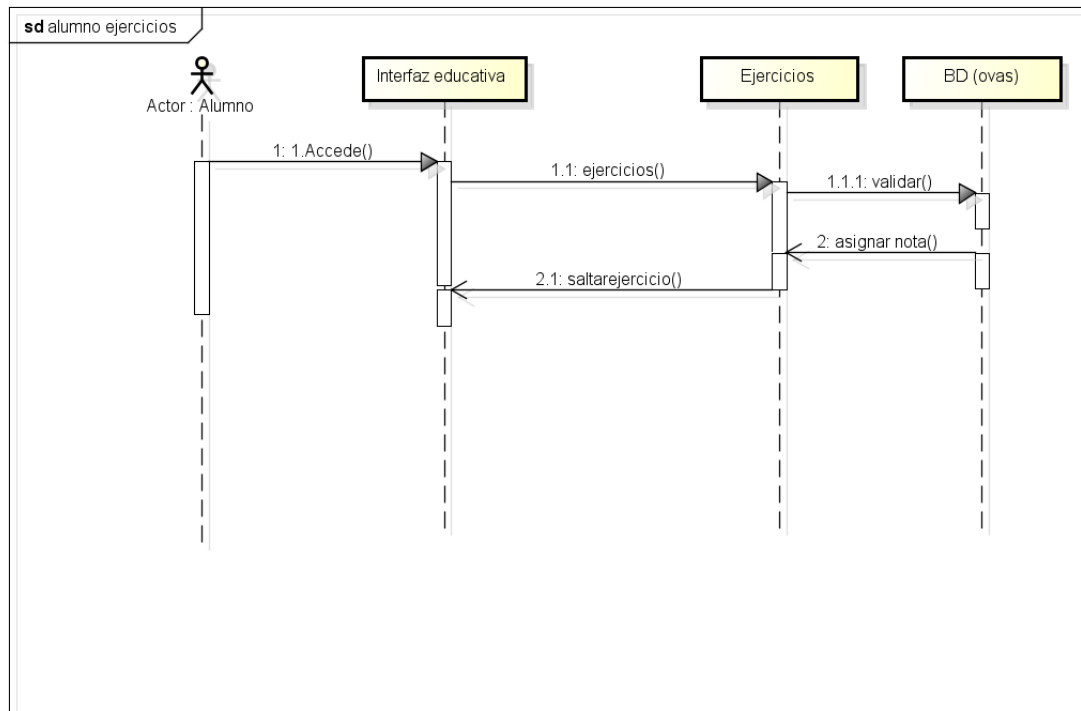 sd alumno ejercicios
Actor : Alumno
Interfaz educativa
Ejercicios
BD (ovas)
1: 1.Accede()
1.1: ejercicios()
1.1.1: validar()
2: asignar nota()
2.1: saltarejercicio()